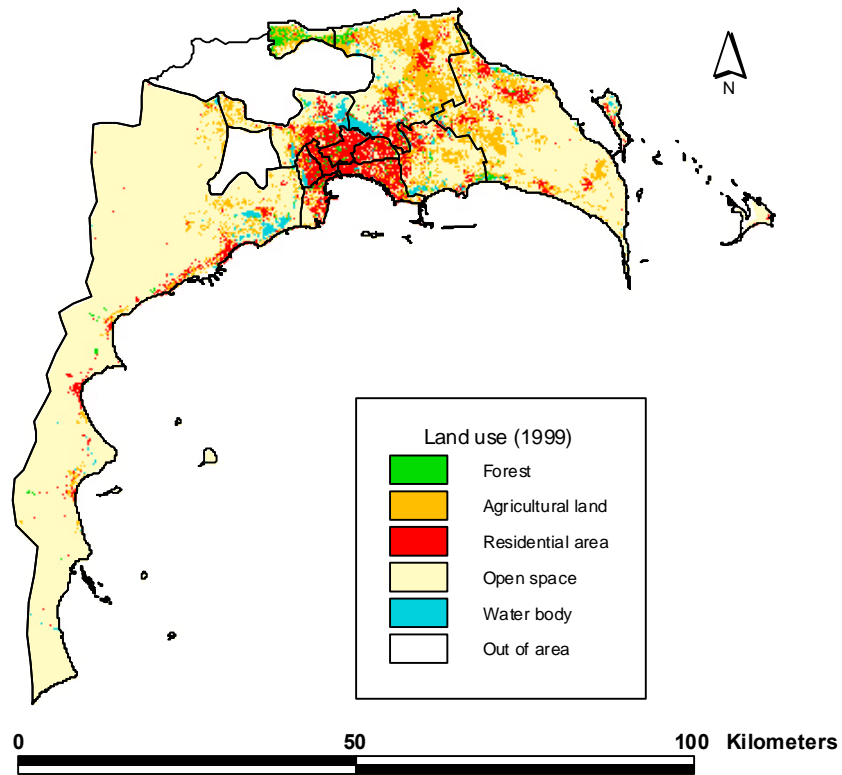 N
Land use (1999)
Forest
Agricultural land
Residential area
Open space
Water body
Out of area
0 50 100 Kilometers